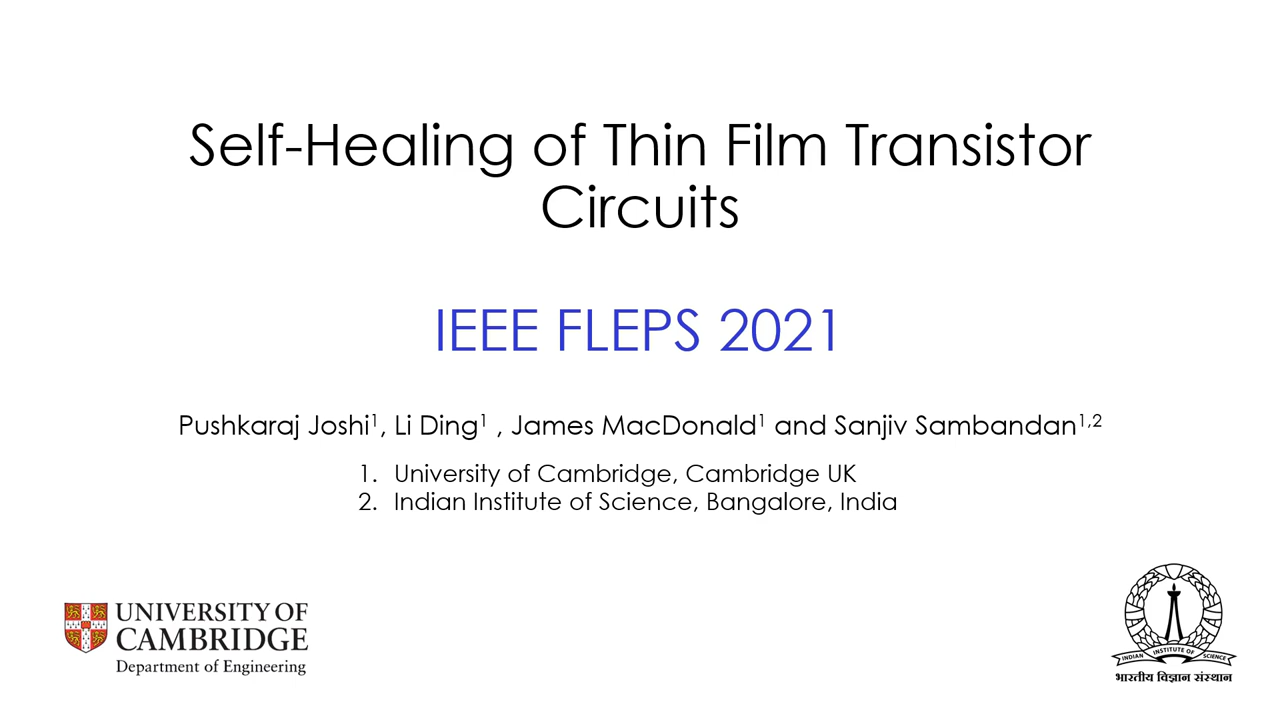 Self-Healing of Thin Film Transistor
Circuits
IEEE FLEPS 2021
Pushkaraj Joshi¹, Li Ding¹ , James MacDonald¹ and Sanjiv Sambandan¹,²
1. University of Cambridge, Cambridge UK
2. Indian Institute of Science, Bangalore, India
UNIVERSITY OF
CAMBRIDGE
Department of Engineering
INDIAN INSTITUTE OF SCIENCE
भारतीय विज्ञान संस्थान